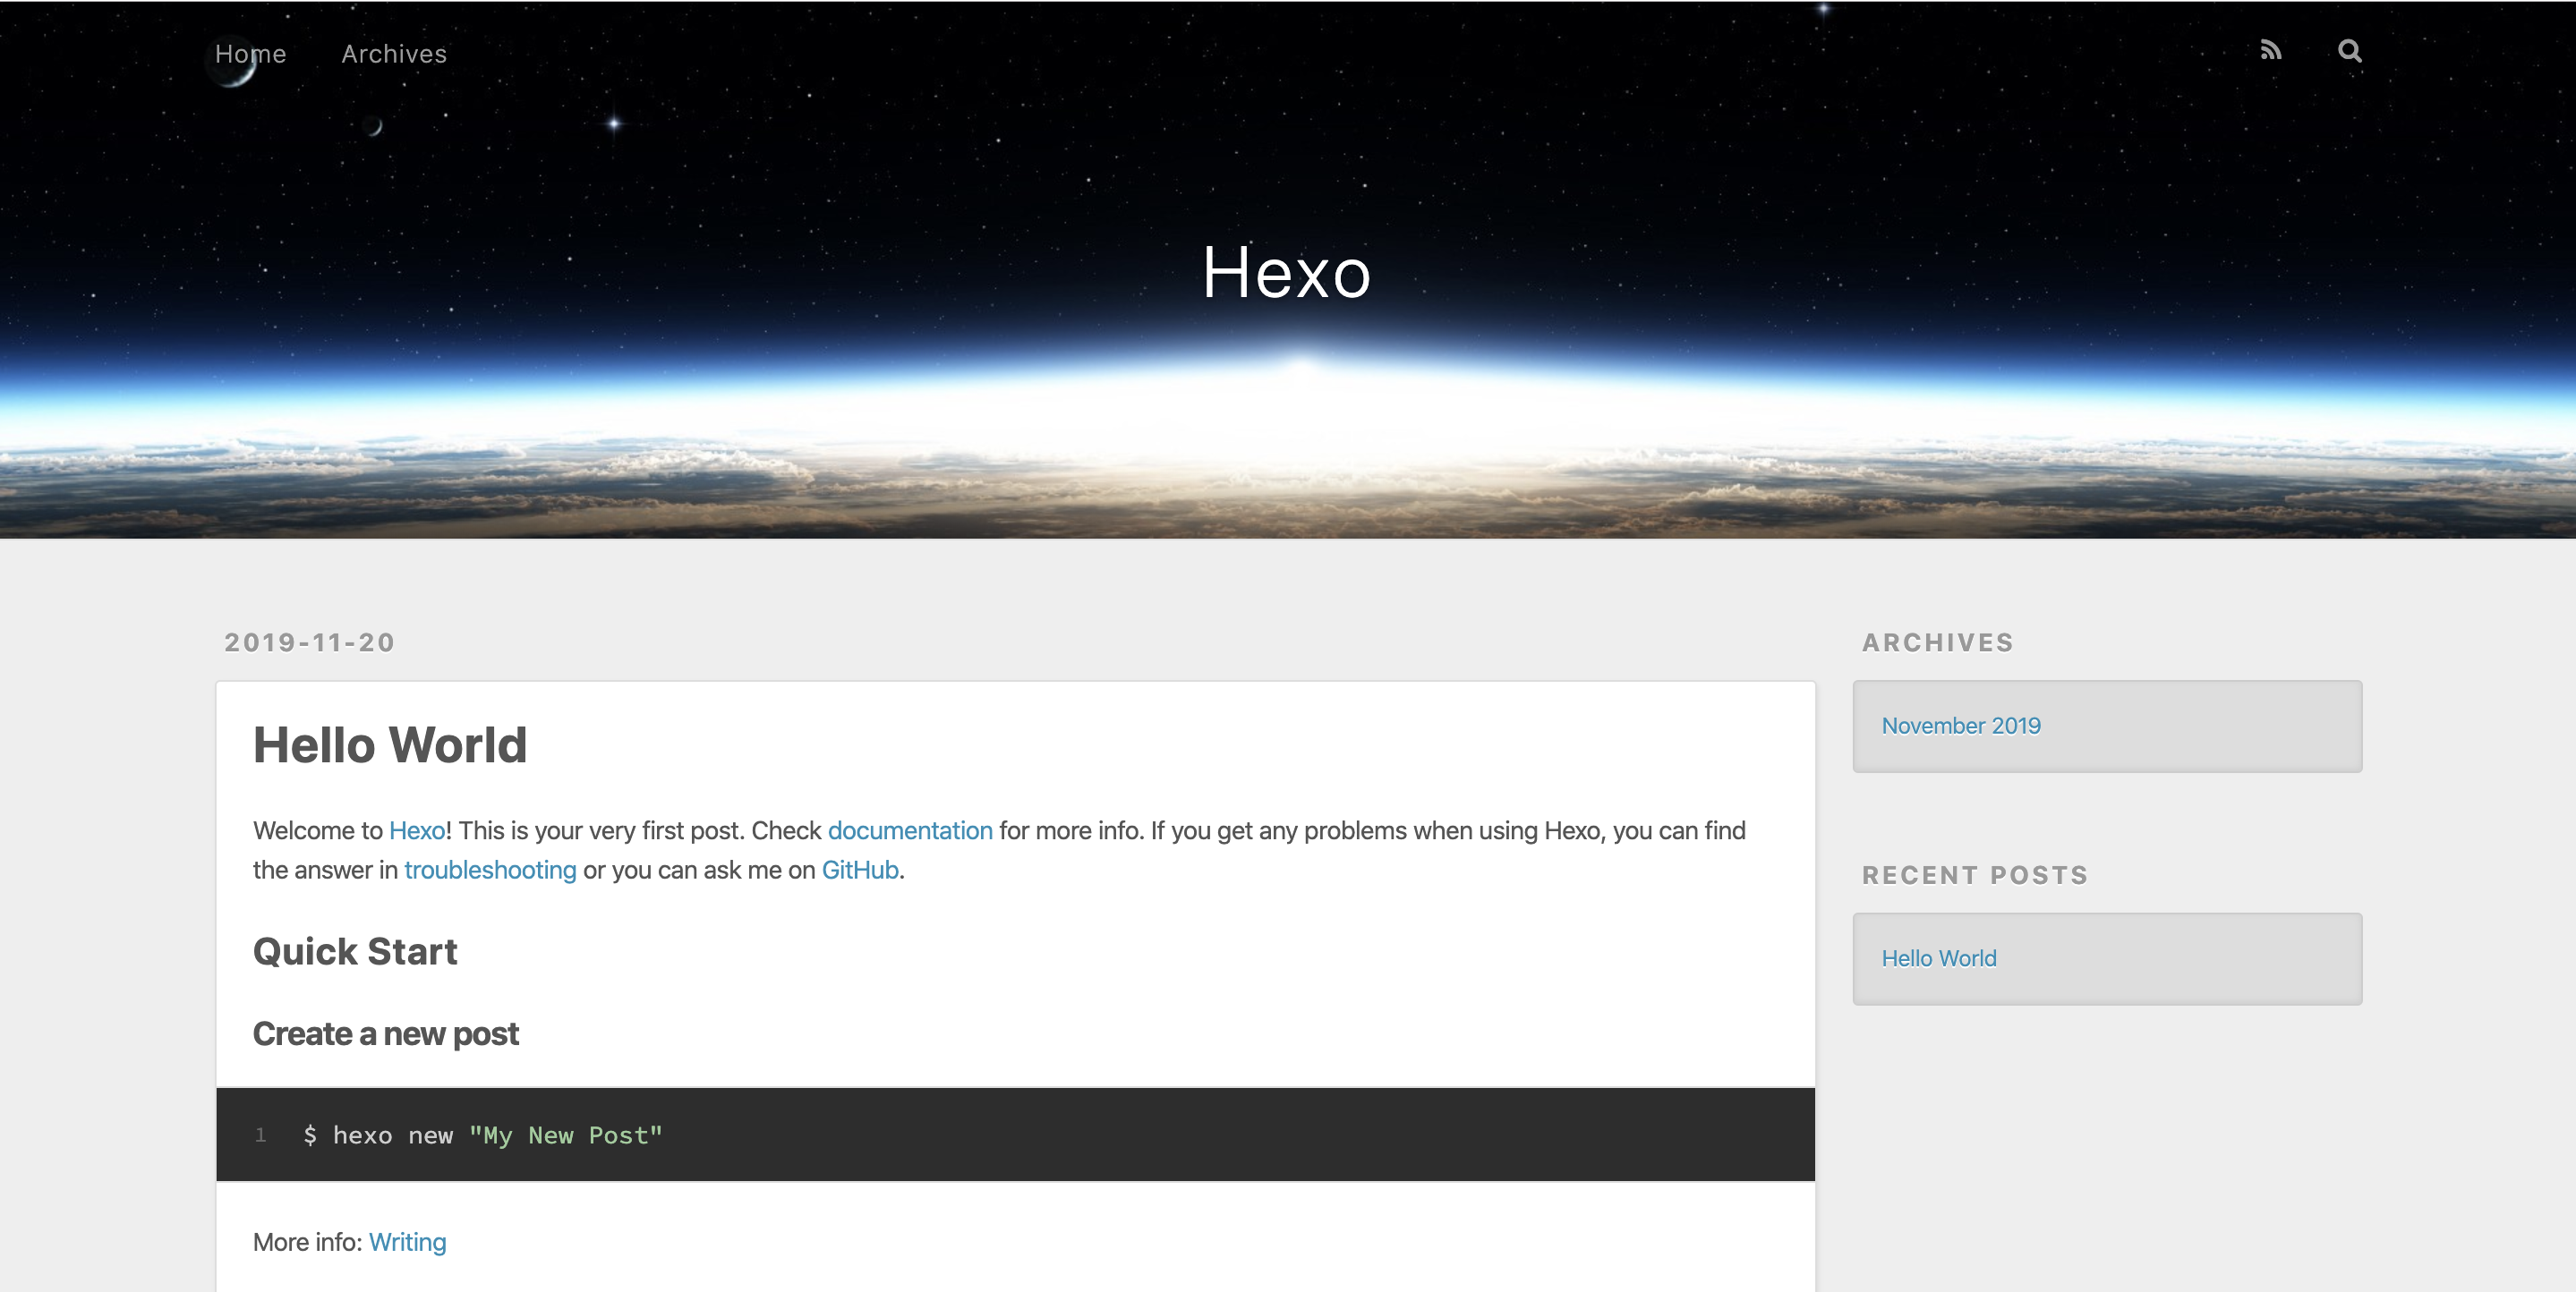 Home Archives
Hexo
2019-11-20
Hello World
Welcome to Hexo! This is your very first post. Check documentation for more info. If you get any problems when using Hexo, you can find
the answer in troubleshooting or you can ask me on GitHub.
Quick Start
Create a new post
1 $ hexo new "My New Post"
More info: Writing
ARCHIVES
November 2019
RECENT POSTS
Hello World